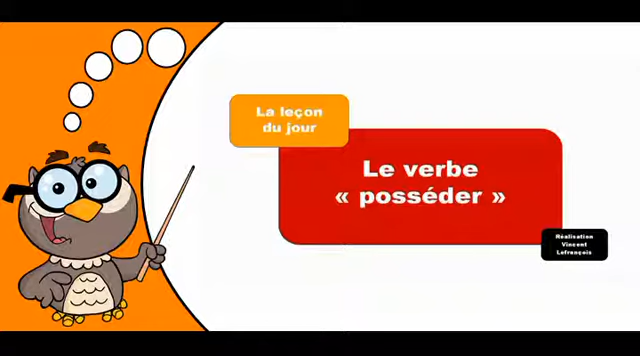 La leçon
du jour
Le verbe
« posséder »
Réalisation
Vincent
Lefrançois